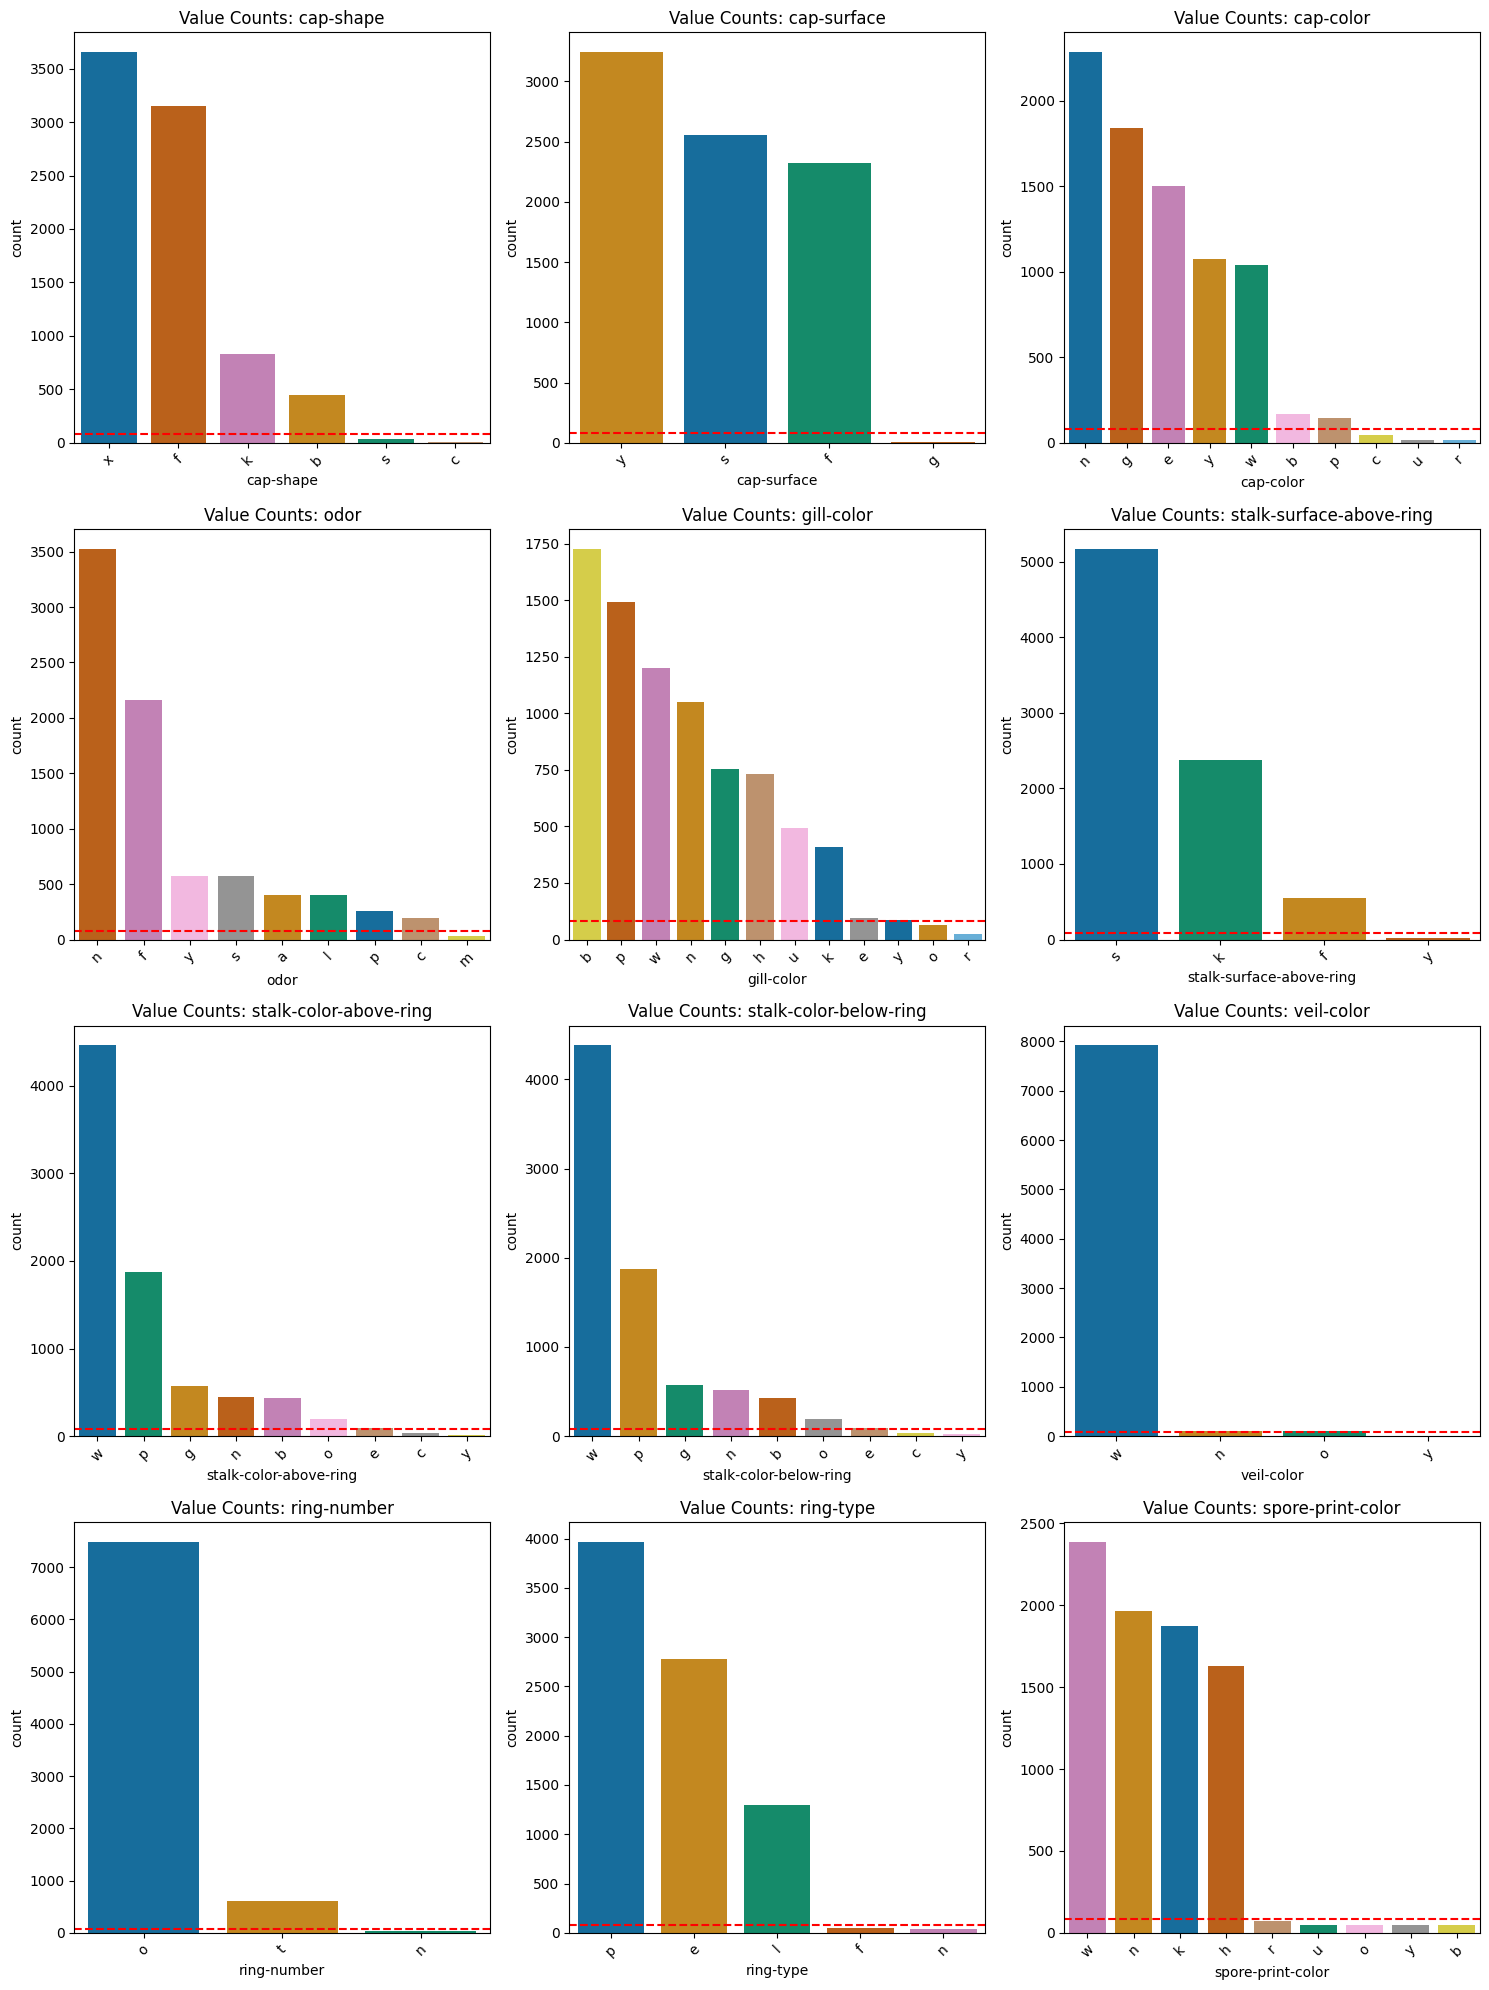 Value Counts: cap-shape
count
3500
3000
2500
2000
1500
1000
500
0
x f k b s c
cap-shape
Value Counts: cap-surface
count
3000
2500
2000
1500
1000
500
0
y s f g
cap-surface
Value Counts: cap-color
count
2000
1500
1000
500
0
n g e y w b p c u r
cap-color
Value Counts: odor
count
3500
3000
2500
2000
1500
1000
500
0
n f y s a l p c m
odor
Value Counts: gill-color
count
1750
1500
1250
1000
750
500
250
0
b p w n g h u k e y o r
gill-color
Value Counts: stalk-surface-above-ring
count
5000
4000
3000
2000
1000
0
s k f y
stalk-surface-above-ring
Value Counts: stalk-color-above-ring
count
4000
3000
2000
1000
0
w p g n b o e c y
stalk-color-above-ring
Value Counts: stalk-color-below-ring
count
4000
3000
2000
1000
0
w p g n b o e c y
stalk-color-below-ring
Value Counts: veil-color
count
8000
7000
6000
5000
4000
3000
2000
1000
0
w n o y
veil-color
Value Counts: ring-number
count
7000
6000
5000
4000
3000
2000
1000
0
o t n
ring-number
Value Counts: ring-type
count
4000
3500
3000
2500
2000
1500
1000
500
0
p e l f n
ring-type
Value Counts: spore-print-color
count
2500
2000
1500
1000
500
0
w n k h r u o y b
spore-print-color